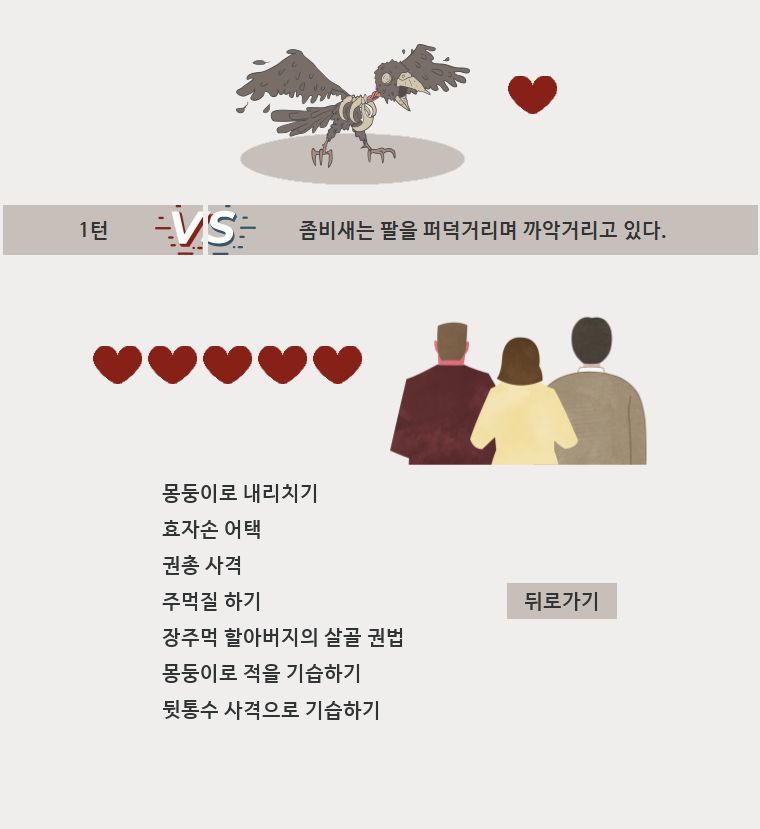 1턴
VS
좀비새는 팔을 퍼덕거리며 까악거리고 있다.
몽둥이로 내리치기
효자손 어택
권총 사격
주먹질 하기
뒤로가기
장주먹 할아버지의 살골 권법
몽둥이로 적을 기습하기
뒷통수 사격으로 기습하기